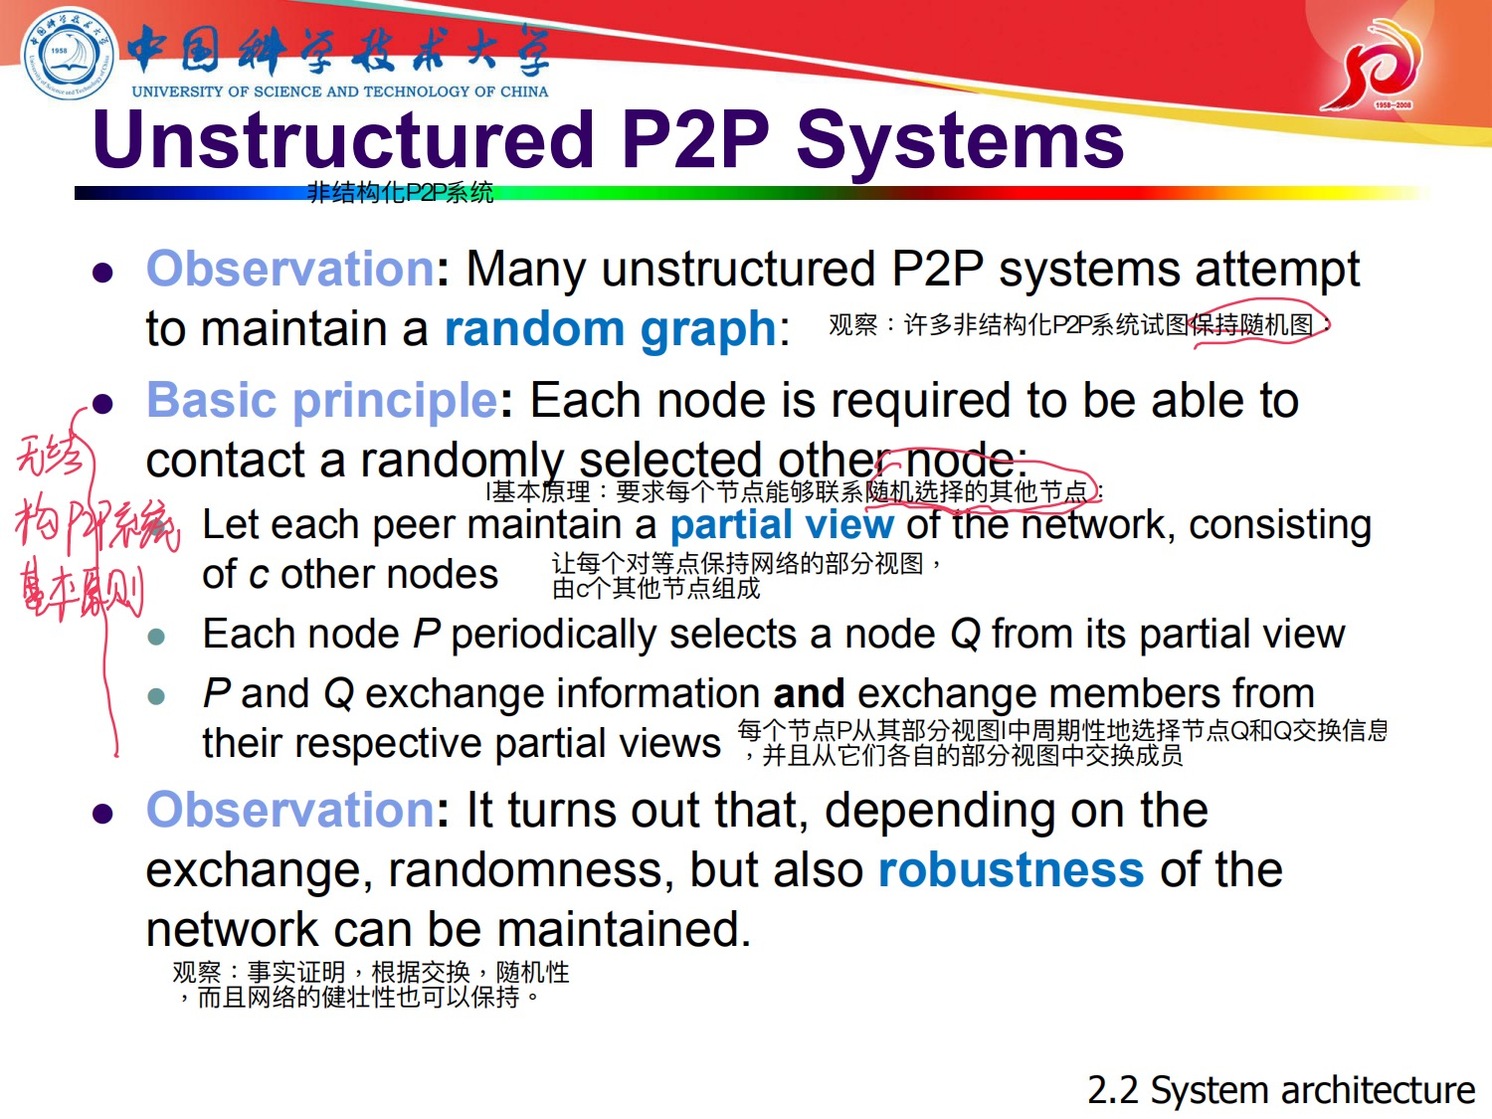 中国科学技术大学
1958
UNIVERSITY OF SCIENCE AND TECHNOLOGY OF CHINA
1958-2008
Unstructured P2P Systems
非结构化P2P系统
Observation: Many unstructured P2P systems attempt
to maintain a random graph:
观察：许多非结构化P2P系统试图保持随机图：
Basic principle: Each node is required to be able to
contact a randomly selected other node:
I基本原理：要求每个节点能够联系随机选择的其他节点：
无结
构P2P系统
基本原则
Let each peer maintain a partial view of the network, consisting
of c other nodes
让每个对等点保持网络的部分视图，
由c个其他节点组成
Each node P periodically selects a node Q from its partial view
P and Q exchange information and exchange members from
their respective partial views
每个节点P从其部分视图I中周期性地选择节点Q和Q交换信息
，并且从它们各自的部分视图中交换成员
Observation: It turns out that, depending on the
exchange, randomness, but also robustness of the
network can be maintained.
观察：事实证明，根据交换，随机性
，而且网络的健壮性也可以保持。
2.2 System architecture